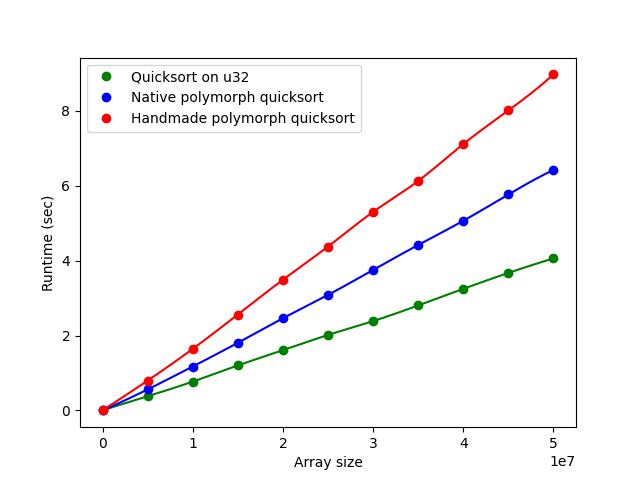 Quicksort on u32
Native polymorph quicksort
Handmade polymorph quicksort
8
6
4
2
0
Runtime (sec)
0 1 2 3 4 5
1e7
Array size